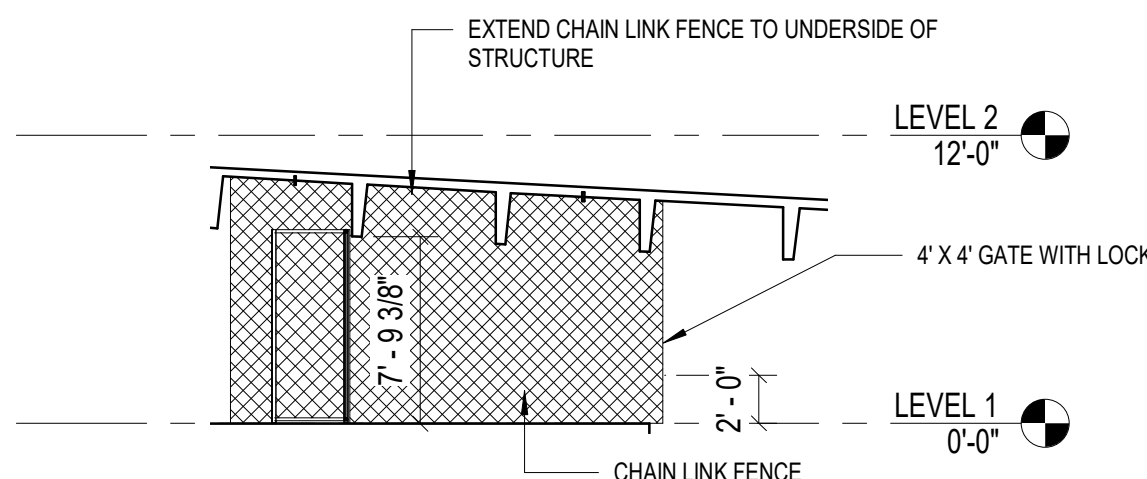 EXTEND CHAIN LINK FENCE TO UNDERSIDE OF
STRUCTURE
LEVEL 2
12'-0"
4' X 4' GATE WITH LOCK
7' - 9 3/8"
2' - 0"
LEVEL 1
0'-0"
CHAIN LINK FENCE